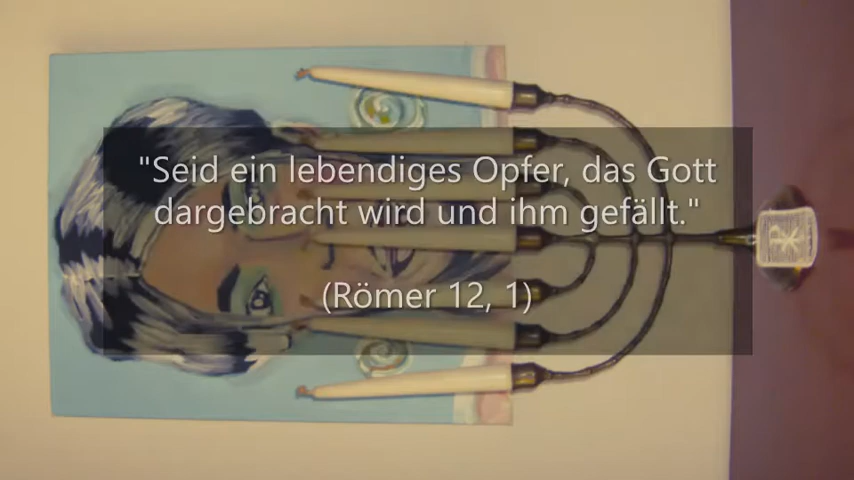 "Seid ein lebendiges Opfer, das Gott
dargebracht wird und ihm gefällt."
(Römer 12, 1)